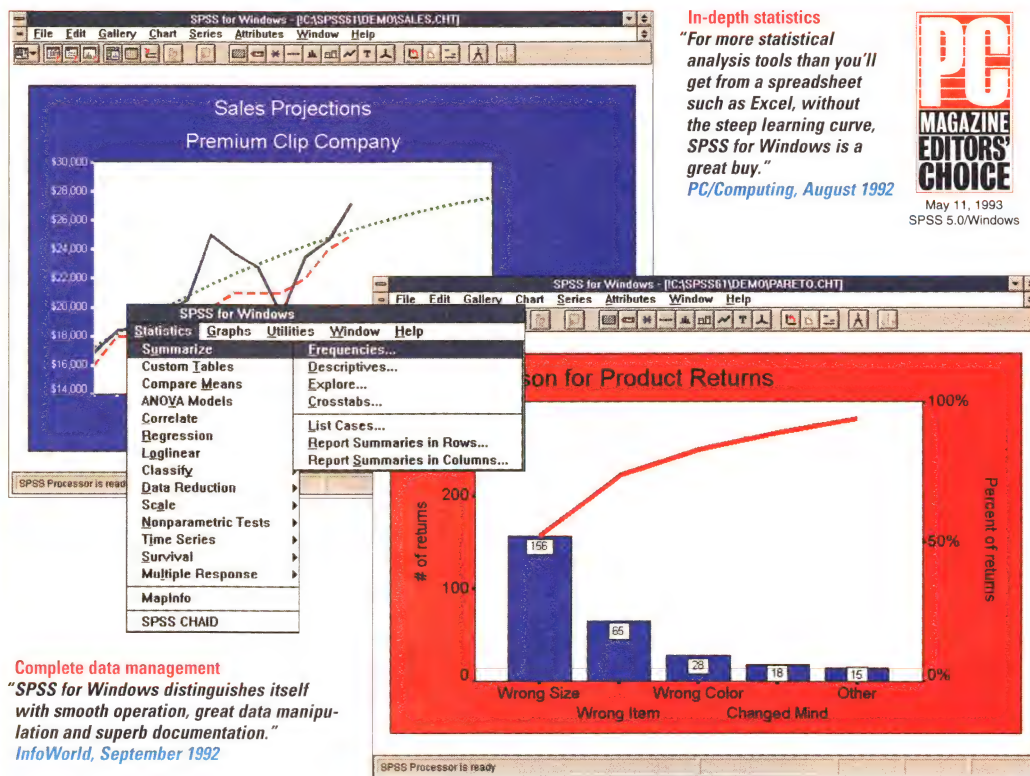 SPSS for Windows - [!C:\SPSS61\DEMO\SALES.CHT]
File Edit Gallery Chart Series Attributes Window Help
Sales Projections
Premium Clip Company
$30,000
$28,000
$26,000
$24,000
$22,000
$20,000
$18,000
$16,000
$14,000
SPSS Processor is read
In-depth statistics
"For more statistical
analysis tools than you'll
get from a spreadsheet
such as Excel, without
the steep learning curve,
SPSS for Windows is a
great buy."
PC/Computing, August 1992
PC
MAGAZINE
EDITORS'
CHOICE
May 11, 1993
SPSS 5.0/Windows
SPSS for Windows
Statistics Graphs Utilities Window Help
Summarize
Custom Tables
Compare Means
ANOVA Models
Correlate
Regression
Loglinear
Classify
Data Reduction
Scale
Nonparametric Tests
Time Series
Survival
Multiple Response
MapInfo
SPSS CHAID
Frequencies...
Descriptives...
Explore...
Crosstabs...
List Cases...
Report Summaries in Rows...
Report Summaries in Columns...
SPSS for Windows - [!C:\SPSS61\DEMO\PARETO.CHT]
File Edit Gallery Chart Series Attributes Window Help
son for Product Returns
100%
50%
0%
Percent of returns
# of returns
200
100
0
156
65
28
18
15
Wrong Size
Wrong Item
Wrong Color
Changed Mind
Other
SPSS Processor is ready
Complete data management
"SPSS for Windows distinguishes itself
with smooth operation, great data manipu-
lation and superb documentation."
InfoWorld, September 1992